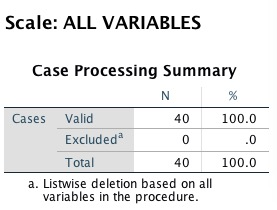 Scale: ALL VARIABLES
Case Processing Summary
N %
Cases Valid 40 100.0
Excludedᵃ 0 .0
Total 40 100.0
a. Listwise deletion based on all
variables in the procedure.